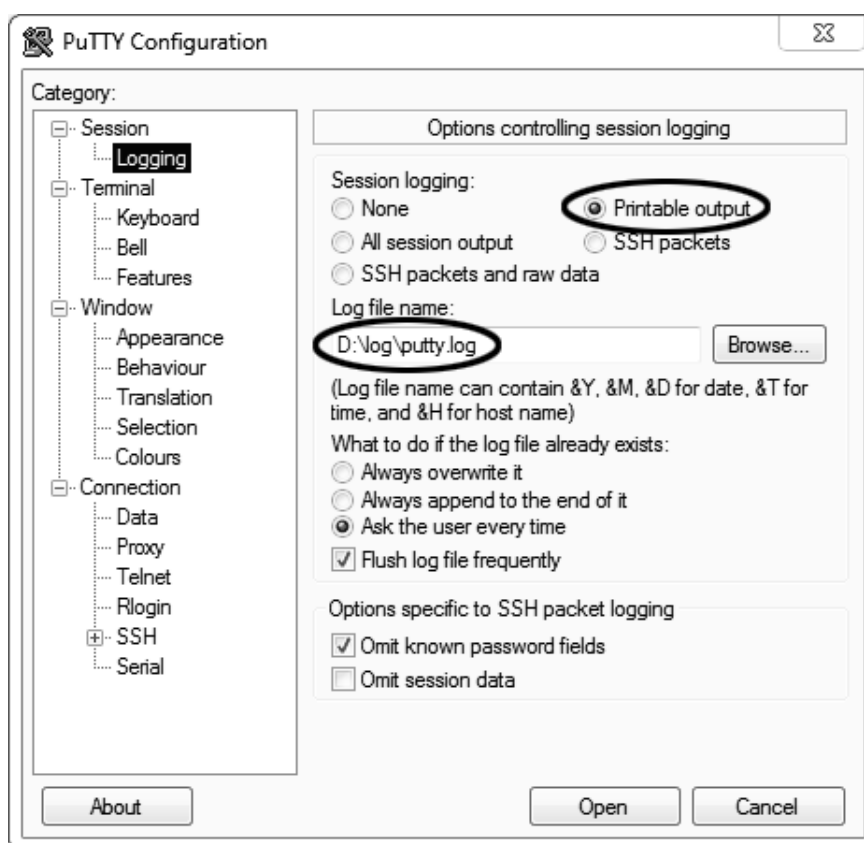 PuTTY Configuration
Category:
Session
Logging
Terminal
Keyboard
Bell
Features
Window
Appearance
Behaviour
Translation
Selection
Colours
Connection
Data
Proxy
Telnet
Rlogin
SSH
Serial
Options controlling session logging
Session logging:
None
Printable output
All session output
SSH packets
SSH packets and raw data
Log file name:
D:\log\putty.log
Browse...
(Log file name can contain &Y, &M, &D for date, &T for
time, and &H for host name)
What to do if the log file already exists:
Always overwrite it
Always append to the end of it
Ask the user every time
Flush log file frequently
Options specific to SSH packet logging
Omit known password fields
Omit session data
About
Open
Cancel